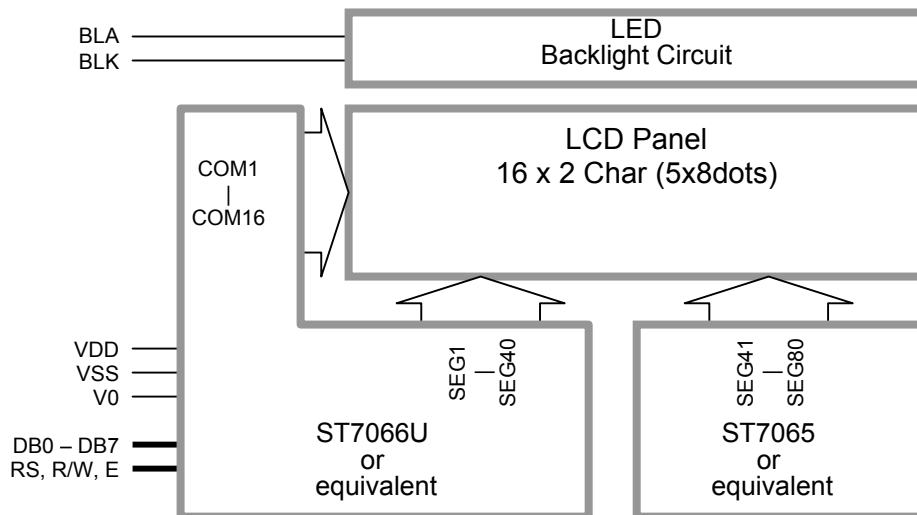 BLA
BLK
LED
Backlight Circuit
LCD Panel
16 x 2 Char (5x8dots)
COM1
|
COM16
VDD
VSS
V0
DB0 – DB7
RS, R/W, E
SEG1
—
SEG40
ST7066U
or
equivalent
SEG41
—
SEG80
ST7065
or
equivalent